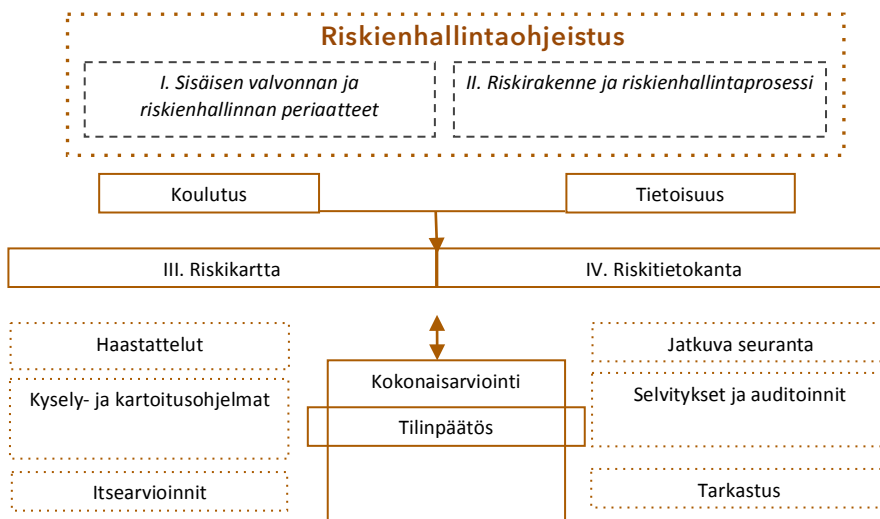 Riskienhallintaohjeistus
I. Sisäisen valvonnan ja
riskienhallinnan periaatteet
II. Riskirakenne ja riskienhallintaprosessi
Koulutus
Tietoisuus
III. Riskikartta
IV. Riskitietokanta
Haastattelut
Kysely- ja kartoitusohjelmat
Itsearvioinnit
Kokonaisarviointi
Tilinpäätös
Jatkuva seuranta
Selvitykset ja auditoinnit
Tarkastus